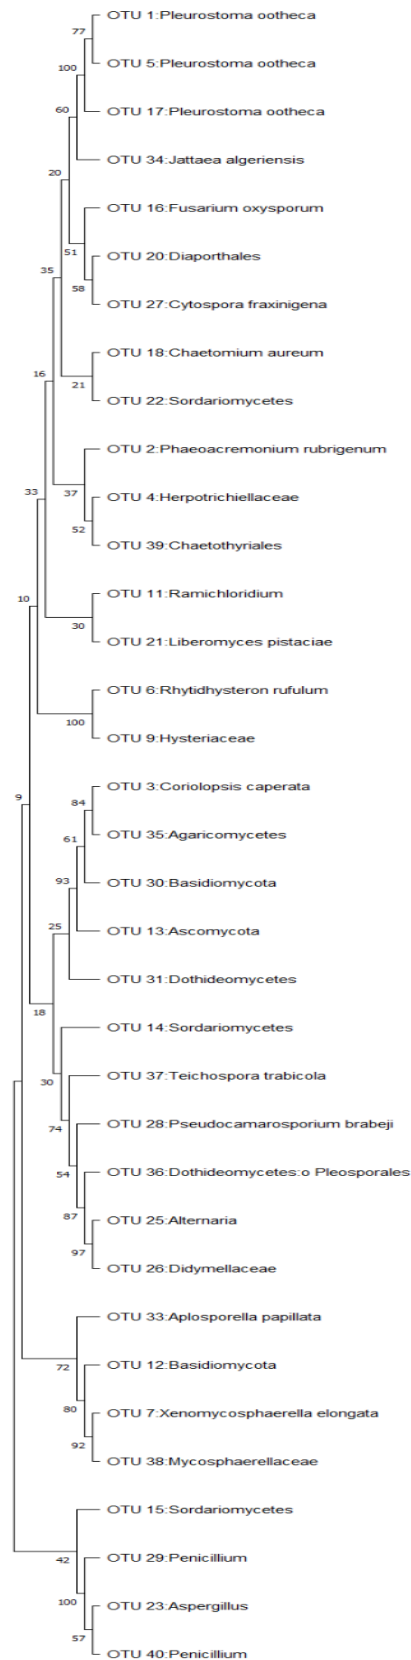 OTU 1:Pleurostoma ootheca
77
OTU 5:Pleurostoma ootheca
100
60
OTU 17:Pleurostoma ootheca
OTU 34:Jattaea algeriensis
20
OTU 16:Fusarium oxysporum
51
OTU 20:Diaporthales
35
58
OTU 27:Cytospora fraxinigena
OTU 18:Chaetomium aureum
16
21
OTU 22:Sordariomycetes
OTU 2:Phaeoacremonium rubrigenum
33
37
OTU 4:Herpotrichiellaceae
52
OTU 39:Chaetothyriales
OTU 11:Ramichloridium
10
30
OTU 21:Liberomyces pistaciae
OTU 6:Rhytidhysteron rufulum
100
OTU 9:Hysteriaceae
OTU 3:Coriolopsis caperata
9
84
OTU 35:Agaricomycetes
61
OTU 30:Basidiomycota
93
OTU 13:Ascomycota
25
OTU 31:Dothideomycetes
18
OTU 14:Sordariomycetes
OTU 37:Teichospora trabicola
30
OTU 28:Pseudocamarosporium brabeji
74
OTU 36:Dothideomycetes:o Pleosporales
54
OTU 25:Alternaria
87
97
OTU 26:Didymellaceae
OTU 33:Aplosporella papillata
72
OTU 12:Basidiomycota
80
OTU 7:Xenomycosphaerella elongata
92
OTU 38:Mycosphaerellaceae
OTU 15:Sordariomycetes
42
OTU 29:Penicillium
100
OTU 23:Aspergillus
57
OTU 40:Penicillium